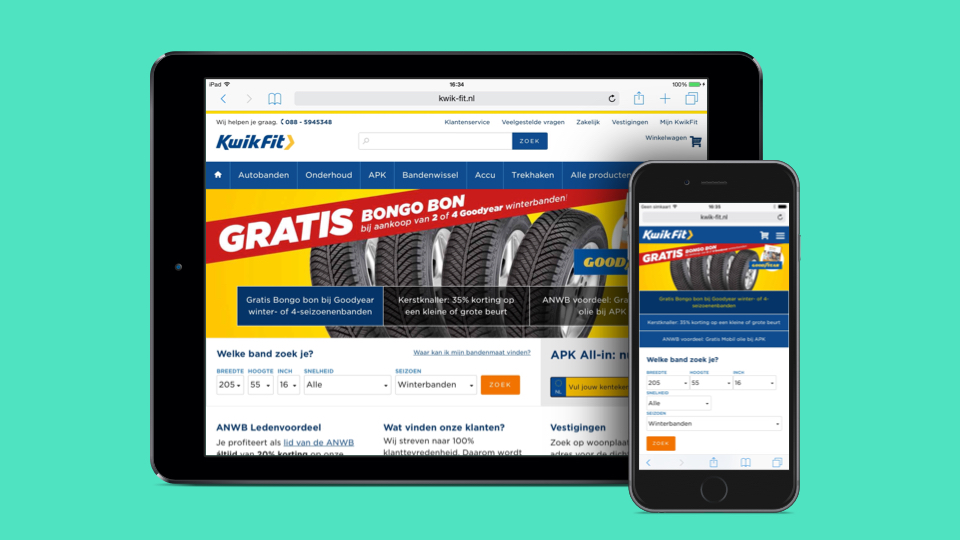 iPad 16:34 100%
kwik-fit.nl
Wij helpen je graag. 088 - 5945348 Klantenservice Veelgestelde vragen Zakelijk Vestigingen Mijn KwikFit
KwikFit ZOEK Winkelwagen
Autobanden Onderhoud APK Bandenwissel Accu Trekhaken Alle producten
GRATIS BONGO BON
bij aankoop van 2 of 4 Goodyear winterbanden!
GOOD
Gratis Bongo bon bij Goodyear
winter- of 4-seizoenenbanden
Kerstknaller: 35% korting op
een kleine of grote beurt
ANWB voordeel: Gra
olie bij APK
Welke band zoek je? Waar kan ik mijn bandenmaat vinden?
BREEDTE HOOGTE INCH SNELHEID SEIZOEN
205 55 16 Alle Winterbanden ZOEK
APK All-in: nu
NL Vul jouw kenteke
ANWB Ledenvoordeel
Je profiteert als lid van de ANWB
áltijd van 20% korting op onze
Wat vinden onze klanten?
Wij streven naar 100%
klanttevredenheid. Daarom wordt
Vestigingen
Zoek op woonplaat
adres voor de dicht
Geen simkaart 16:35
kwik-fit.nl
KwikFit
GRATIS BONGO BON
GOODYEAR
Gratis Bongo bon bij Goodyear winter- of 4-
seizoenenbanden
Kerstknaller: 35% korting op een kleine of grote beurt
ANWB voordeel: Gratis Mobil olie bij APK
Welke band zoek je?
BREEDTE HOOGTE INCH
205 55 16
SNELHEID
Alle
SEIZOEN
Winterbanden
ZOEK